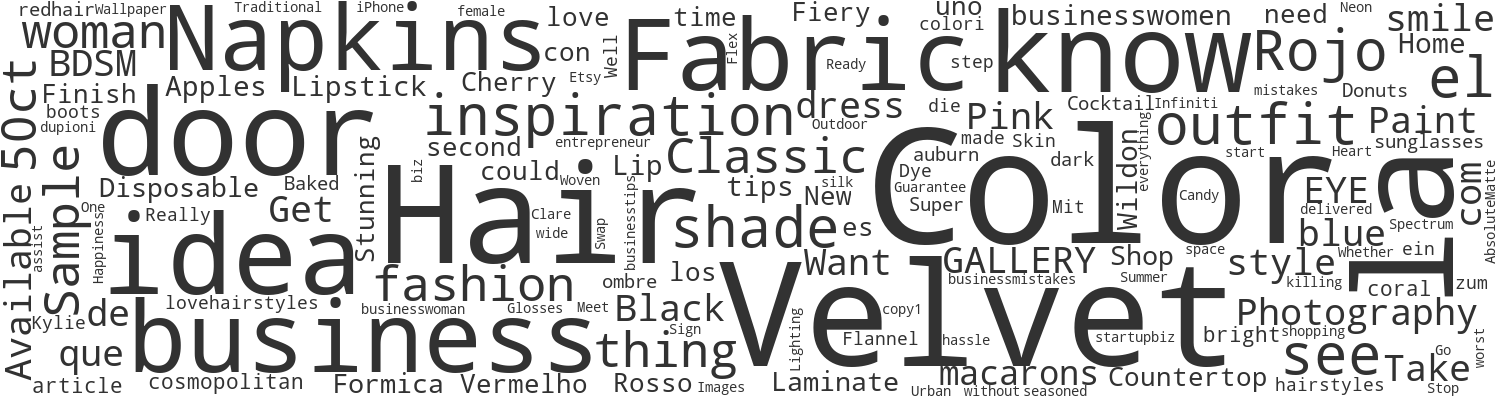 redhair Wallpaper Traditional iPhone female love time Fiery uno businesswomen need Neon smile
woman Napkins con Well Fabric Flex colori know Rojo Home
BDSM Apples Lipstick Cherry Etsy Ready step mistakes Donuts el
50ct Finish boots dupioni door inspiration dress Outdoor die Pink Cocktail Infiniti outfit Paint sunglasses
Available Sample second entrepreneur Classic Color made Skin auburn dark everything start Heart la
Disposable Baked Stunning biz could Woven Lip tips silk New Dye Guarantee Super Mit Wildon Candy EYE com AbsoluteMatte
One Really Get Hair Clare wide Swap businesstips shade es delivered blue Spectrum
assist Happiness idea fashion ombre los Want GALLERY Shop space style Whether ein
Kylie de lovehairstyles businesswoman Glosses Meet Black Velvet businessmistakes Summer killing coral zum
que business thing Sign Lighting copy1 Flannel hassle startupbiz bright Photography shopping see worst
article cosmopolitan Formica Vermelho Rosso Images Laminate macarons Countertop Take Go
Urban without seasoned hairstyles Stop